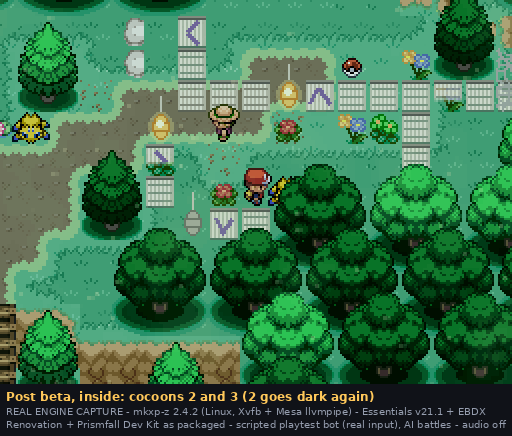 Post beta, inside: cocoons 2 and 3 (2 goes dark again)
REAL ENGINE CAPTURE - mkxp-z 2.4.2 (Linux, Xvfb + Mesa llvmpipe) - Essentials v21.1 + EBDX
Renovation + Prismfall Dev Kit as packaged - scripted playtest bot (real input), AI battles - audio off